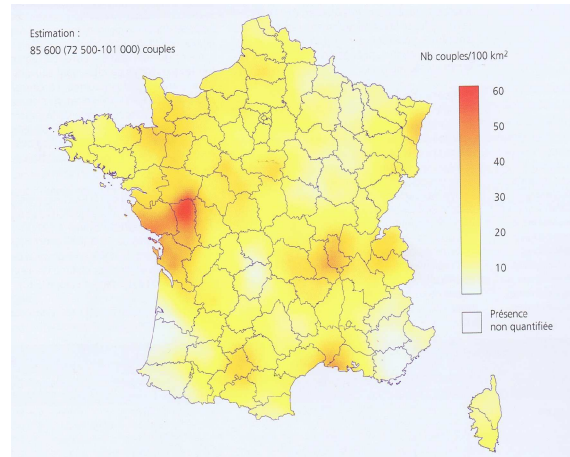 Estimation :
85 600 (72 500-101 000) couples
Nb couples/100 km²
60
50
40
30
20
10
Présence
non quantifiée